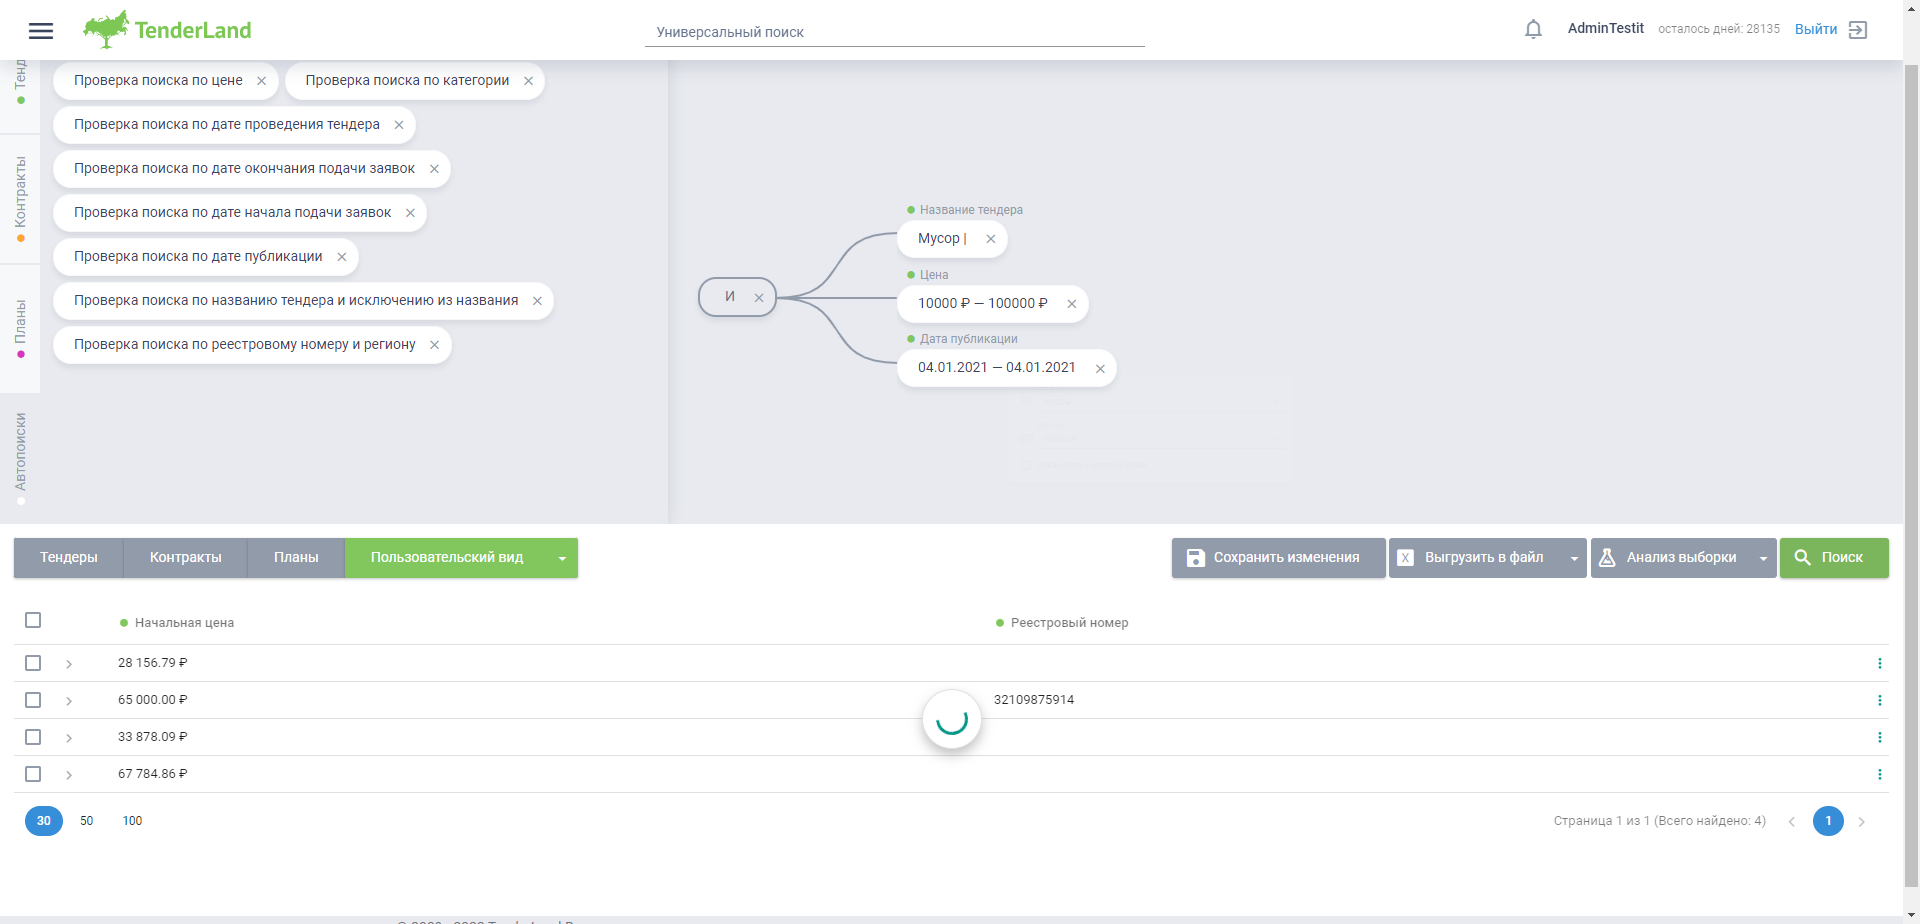 TenderLand
Универсальный поиск
AdminTestit
осталось дней: 28135
Выйти
Тенд
Контракты
Планы
Автопоиски
Проверка поиска по цене
Проверка поиска по категории
Проверка поиска по дате проведения тендера
Проверка поиска по дате окончания подачи заявок
Проверка поиска по дате начала подачи заявок
Проверка поиска по дате публикации
Проверка поиска по названию тендера и исключению из названия
Проверка поиска по реестровому номеру и региону
И
Название тендера
Мусор |
Цена
10000 ₽ — 100000 ₽
Дата публикации
04.01.2021 — 04.01.2021
Тендеры
Контракты
Планы
Пользовательский вид
Сохранить изменения
Выгрузить в файл
Анализ выборки
Поиск
Начальная цена
Реестровый номер
28 156.79 ₽
65 000.00 ₽
32109875914
33 878.09 ₽
67 784.86 ₽
30 50 100
Страница 1 из 1 (Всего найдено: 4)
1